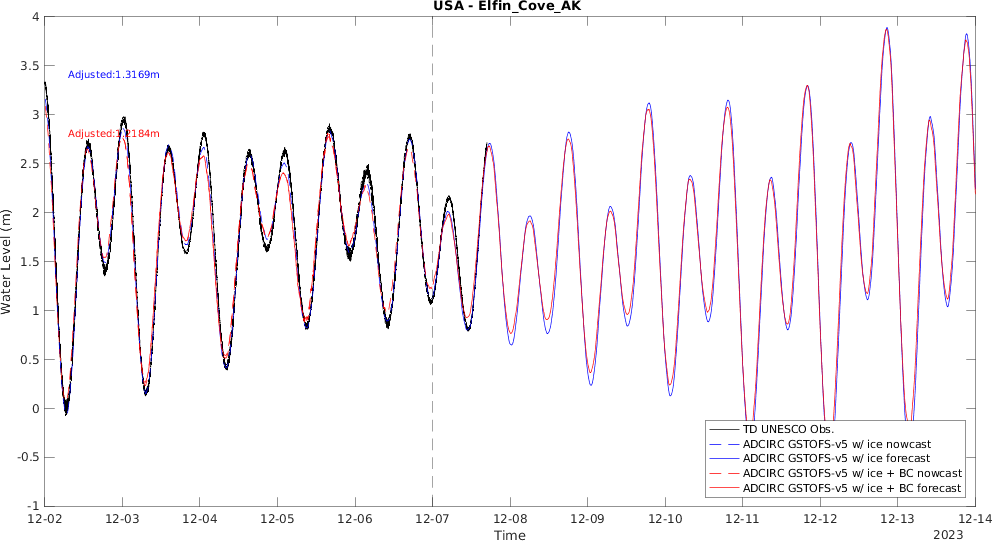 USA - Elfin_Cove_AK
4
3.5
3
2.5
2
1.5
1
0.5
0
-0.5
-1
Water Level (m)
Adjusted:1.3169m
Adjusted:1.2184m
TD UNESCO Obs.
ADCIRC GSTOFS-v5 w/ ice nowcast
ADCIRC GSTOFS-v5 w/ ice forecast
ADCIRC GSTOFS-v5 w/ ice + BC nowcast
ADCIRC GSTOFS-v5 w/ ice + BC forecast
12-02 12-03 12-04 12-05 12-06 12-07 12-08 12-09 12-10 12-11 12-12 12-13 12-14
Time
2023